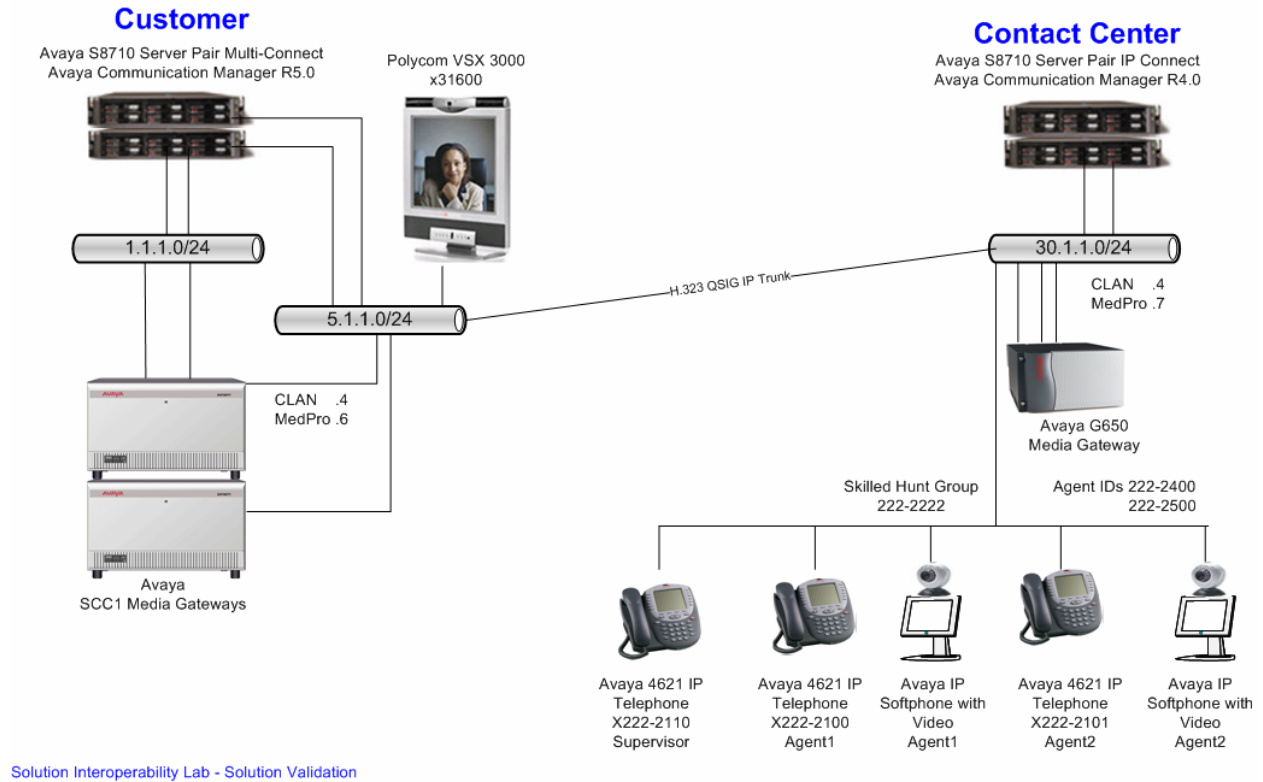 Customer
Avaya S8710 Server Pair Multi-Connect
Avaya Communication Manager R5.0
Polycom VSX 3000
x31600
Contact Center
Avaya S8710 Server Pair IP Connect
Avaya Communication Manager R4.0
1.1.1.0/24
30.1.1.0/24
H.323 QSIG IP Trunk
CLAN .4
MedPro .7
5.1.1.0/24
AVAYA
CLAN .4
MedPro .6
Avaya G650
Media Gateway
AVAYA
Skilled Hunt Group
222-2222
Agent IDs 222-2400
222-2500
Avaya
SCC1 Media Gateways
Avaya 4621 IP
Telephone
X222-2110
Supervisor
Avaya 4621 IP
Telephone
X222-2100
Agent1
Avaya IP
Softphone with
Video
Agent1
Avaya 4621 IP
Telephone
X222-2101
Agent2
Avaya IP
Softphone with
Video
Agent2
Solution Interoperability Lab - Solution Validation